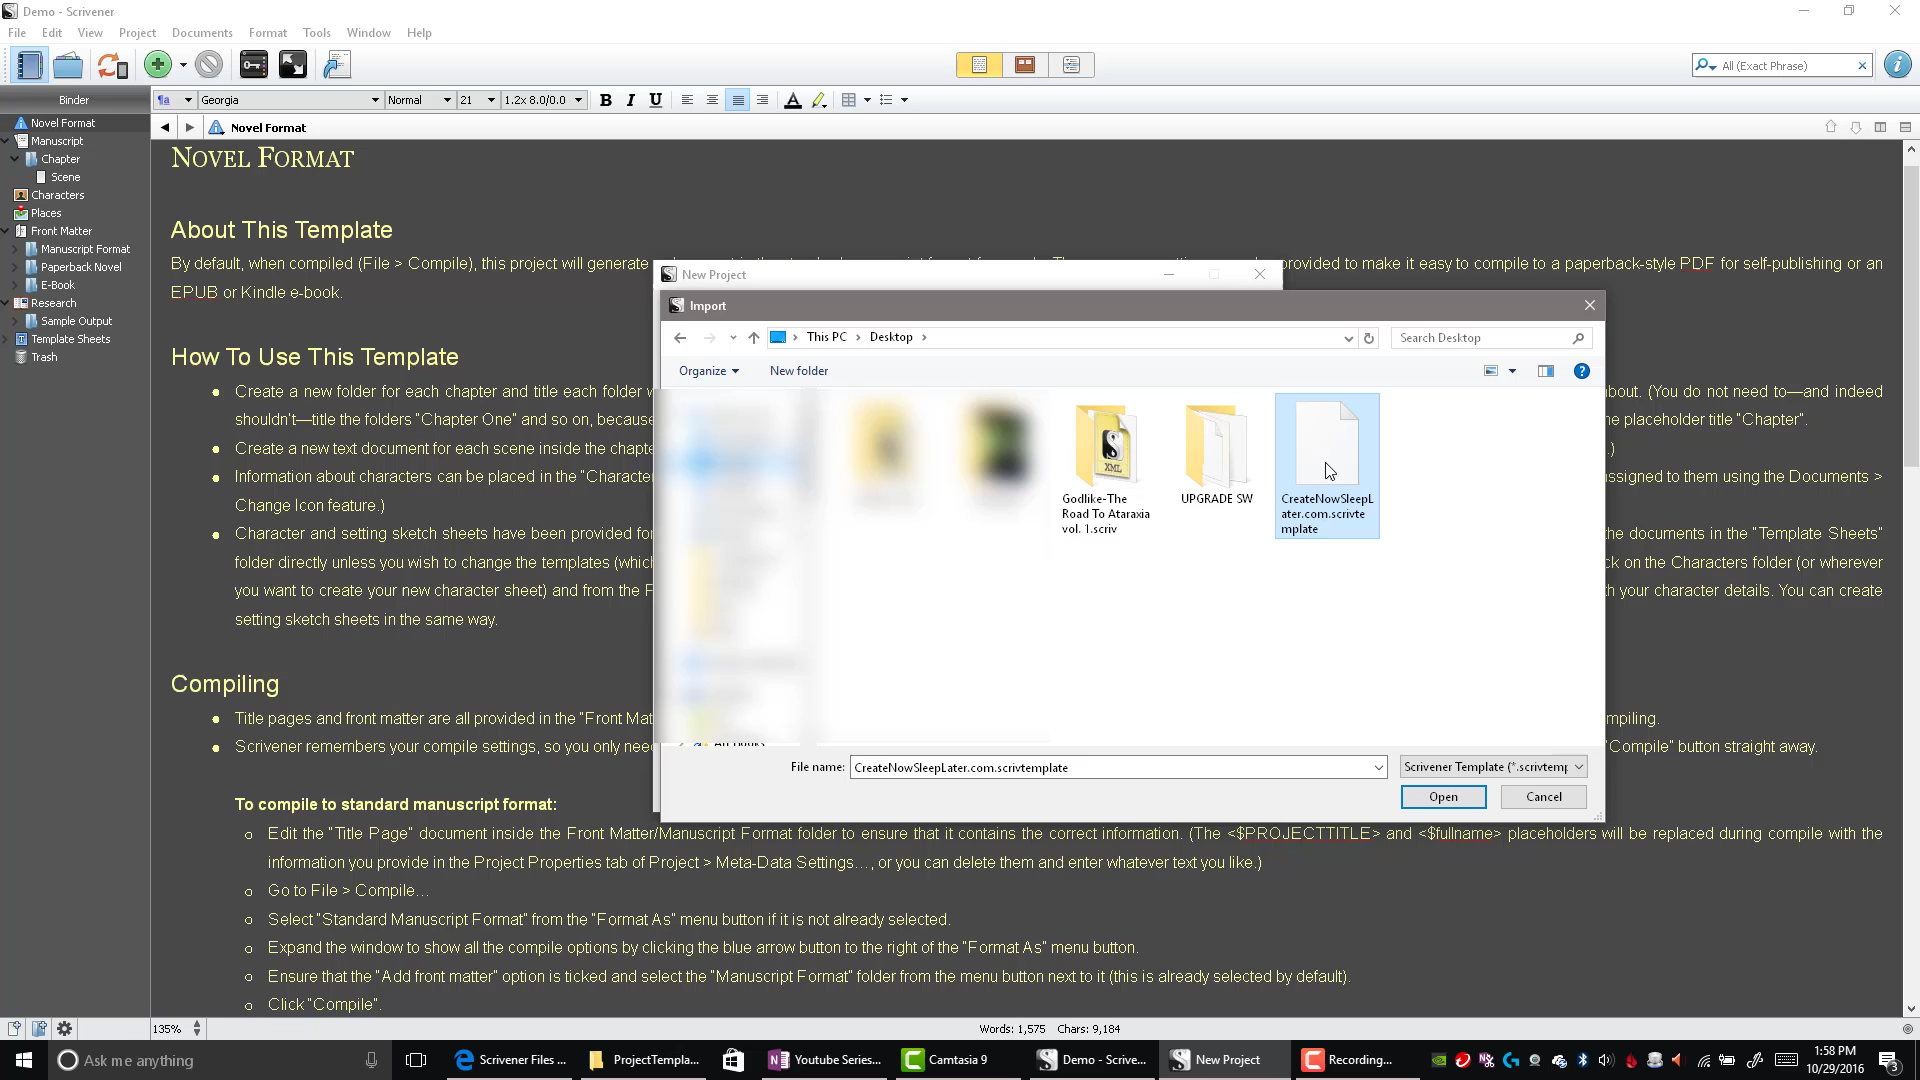 Demo - Scrivener
File Edit View Project Documents Format Tools Window Help
All (Exact Phrase)
Binder
Georgia Normal 21 1.2x 8.0/0.0 B I U A
Novel Format
Manuscript
Chapter
Scene
Characters
Places
Front Matter
Manuscript Format
Paperback Novel
E-Book
Research
Sample Output
Template Sheets
Trash
Novel Format
NOVEL FORMAT
About This Template
By default, when compiled (File > Compile), this project will generate
provided to make it easy to compile to a paperback-style PDF for self-publishing or an
EPUB or Kindle e-book.
How To Use This Template
Create a new folder for each chapter and title each folder
about. (You do not need to—and indeed
shouldn't—title the folders "Chapter One" and so on, because
he placeholder title "Chapter".
Create a new text document for each scene inside the chapte
.)
Information about characters can be placed in the "Character
assigned to them using the Documents >
Change Icon feature.)
Character and setting sketch sheets have been provided for
the documents in the "Template Sheets"
folder directly unless you wish to change the templates (whic
ck on the Characters folder (or wherever
you want to create your new character sheet) and from the F
h your character details. You can create
setting sketch sheets in the same way.
Compiling
Title pages and front matter are all provided in the "Front Mat
mpiling.
Scrivener remembers your compile settings, so you only nee
"Compile" button straight away.
To compile to standard manuscript format:
Edit the "Title Page" document inside the Front Matter/Manuscript Format folder to ensure that it contains the correct information. (The <$PROJECTTITLE> and <$fullname> placeholders will be replaced during compile with the
information you provide in the Project Properties tab of Project > Meta-Data Settings…, or you can delete them and enter whatever text you like.)
Go to File > Compile…
Select "Standard Manuscript Format" from the "Format As" menu button if it is not already selected.
Expand the window to show all the compile options by clicking the blue arrow button to the right of the "Format As" menu button.
Ensure that the "Add front matter" option is ticked and select the "Manuscript Format" folder from the menu button next to it (this is already selected by default).
Click "Compile".
New Project
Import
This PC > Desktop >
Search Desktop
Organize New folder
XML
Godlike-The
Road To Ataraxia
vol. 1.scriv
UPGRADE SW
CreateNowSleepL
ater.com.scrivte
mplate
File name: CreateNowSleepLater.com.scrivtemplate
Scrivener Template (*.scrivtemp
Open Cancel
135%
Words: 1,575 Chars: 9,184
Ask me anything
Scrivener Files ...
ProjectTempla...
Youtube Series...
Camtasia 9
Demo - Scrive...
New Project
Recording...
1:58 PM
10/29/2016
3